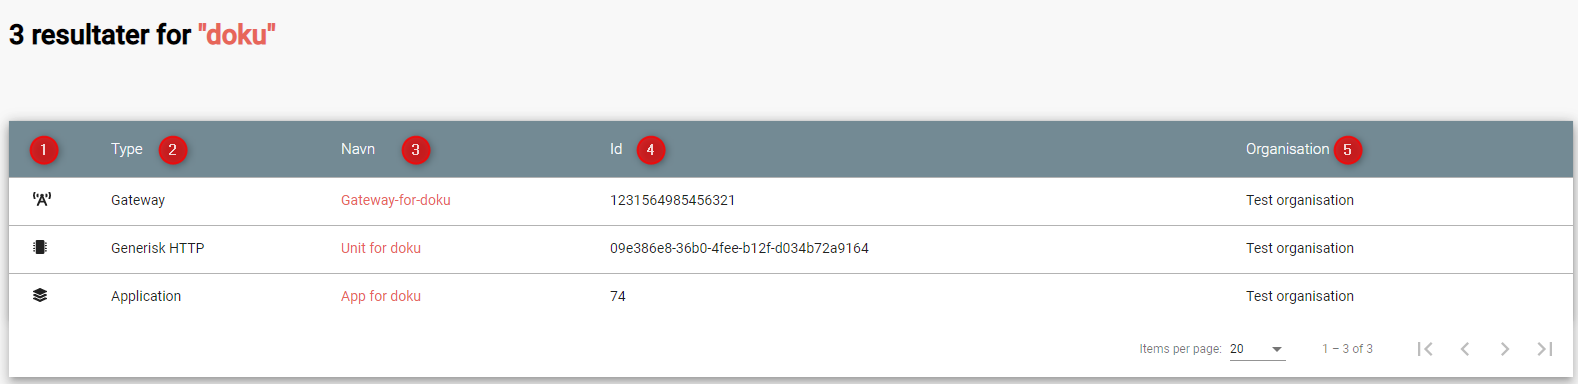 3 resultater for "doku"
1 Type 2 Navn 3 Id 4 Organisation 5
Gateway Gateway-for-doku 1231564985456321 Test organisation
Generisk HTTP Unit for doku 09e386e8-36b0-4fee-b12f-d034b72a9164 Test organisation
Application App for doku 74 Test organisation
Items per page: 20 1 – 3 of 3